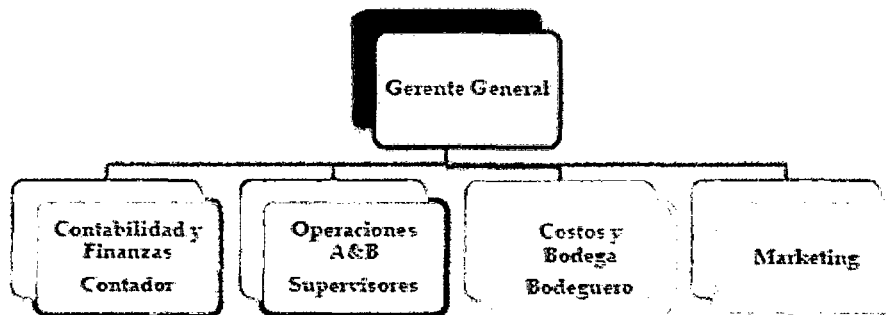 Gerente General
Contabilidad y
Finanzas
Contador
Operaciones
A&B
Supervisores
Costos y
Bodega
Bodeguero
Marketing